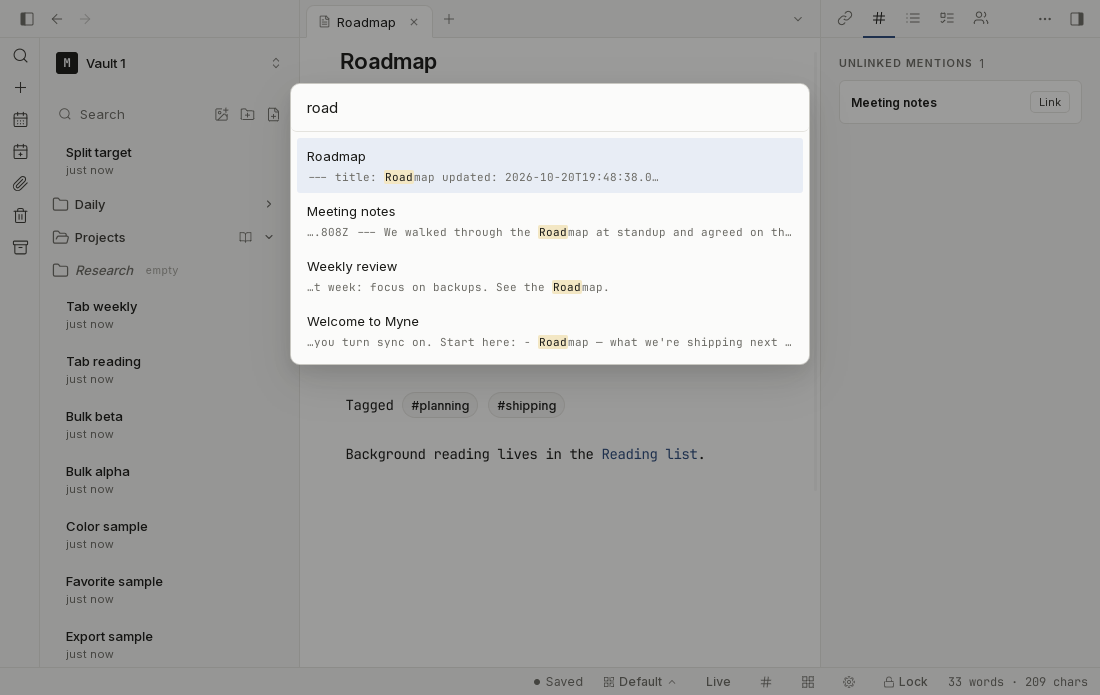 Roadmap
M Vault 1
Search
Split target
just now
Daily
Projects
Research empty
Tab weekly
just now
Tab reading
just now
Bulk beta
just now
Bulk alpha
just now
Color sample
just now
Favorite sample
just now
Export sample
just now
Roadmap
road
Roadmap
--- title: Roadmap updated: 2026-10-20T19:48:38.0…
Meeting notes
….808Z --- We walked through the Roadmap at standup and agreed on th…
Weekly review
…t week: focus on backups. See the Roadmap.
Welcome to Myne
…you turn sync on. Start here: - Roadmap — what we're shipping next …
Tagged #planning #shipping
Background reading lives in the Reading list.
UNLINKED MENTIONS 1
Meeting notes Link
Saved Default Live Lock 33 words · 209 chars